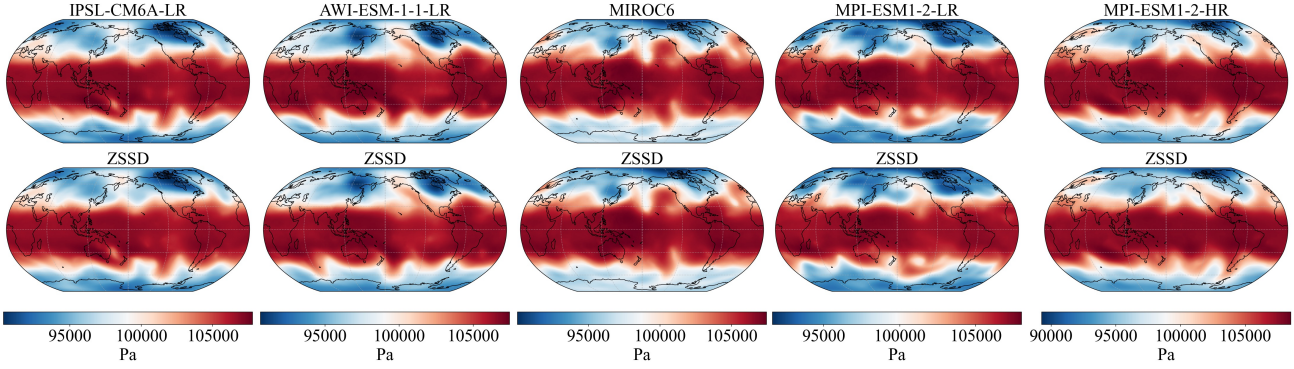 IPSL-CM6A-LR AWI-ESM-1-1-LR MIROC6 MPI-ESM1-2-LR MPI-ESM1-2-HR
ZSSD ZSSD ZSSD ZSSD ZSSD
95000 100000 105000 95000 100000 105000 95000 100000 105000 95000 100000 105000 90000 95000 100000 105000
Pa Pa Pa Pa Pa